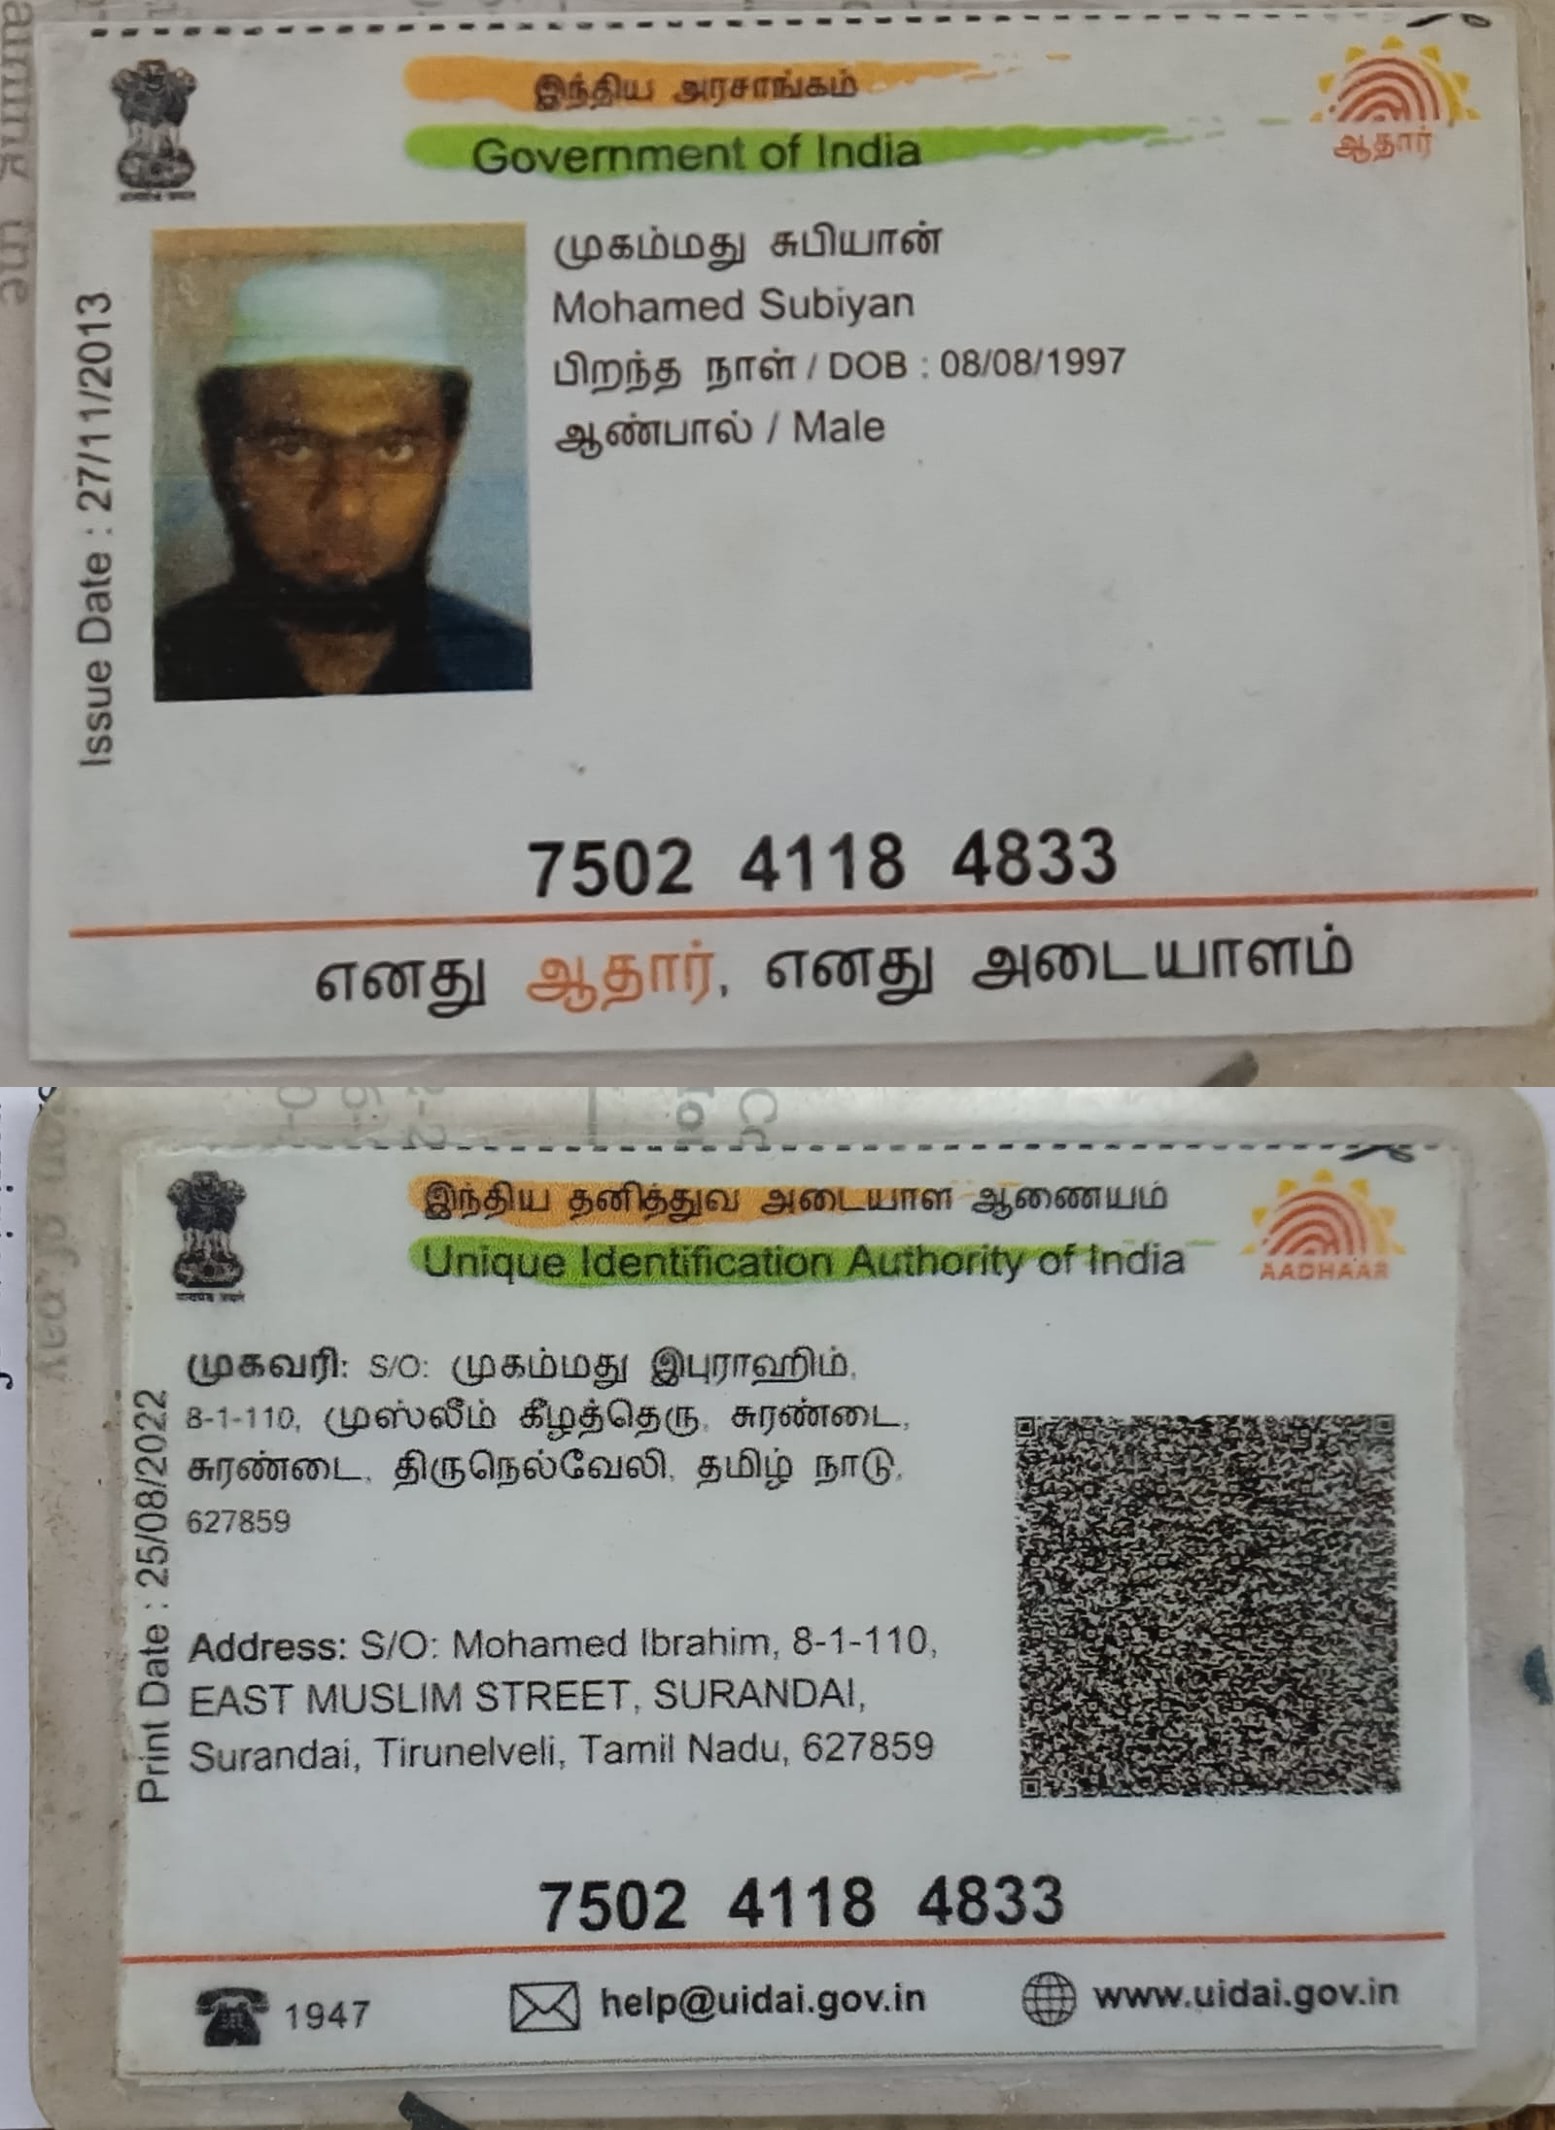 இந்திய அரசாங்கம்
Government of India
ஆதார்
Issue Date : 27/11/2013
முகம்மது சுபியான்
Mohamed Subiyan
பிறந்த நாள் / DOB : 08/08/1997
ஆண்பால் / Male
7502 4118 4833
எனது ஆதார், எனது அடையாளம்
இந்திய தனித்துவ அடையாள ஆணையம்
Unique Identification Authority of India
AADHAAR
Print Date : 25/08/2022
முகவரி: S/O: முகம்மது இபுராஹிம்,
8-1-110, முஸ்லீம் கீழத்தெரு, சுரண்டை,
சுரண்டை, திருநெல்வேலி, தமிழ் நாடு,
627859
Address: S/O: Mohamed Ibrahim, 8-1-110,
EAST MUSLIM STREET, SURANDAI,
Surandai, Tirunelveli, Tamil Nadu, 627859
7502 4118 4833
1947
help@uidai.gov.in
www.uidai.gov.in